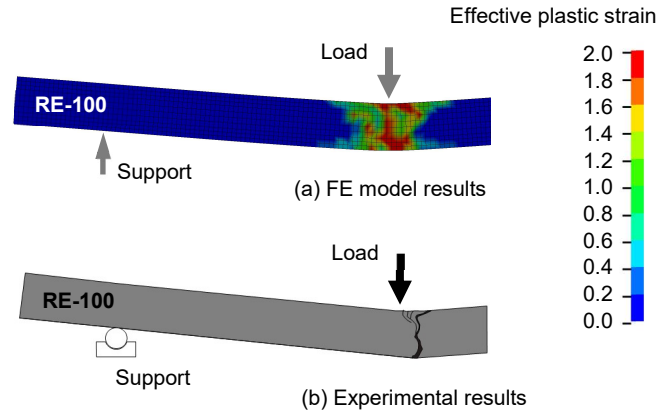 Effective plastic strain
Load
RE-100
Support
(a) FE model results
2.0
1.8
1.6
1.4
1.2
1.0
0.8
0.6
0.4
0.2
0.0
Load
RE-100
Support
(b) Experimental results